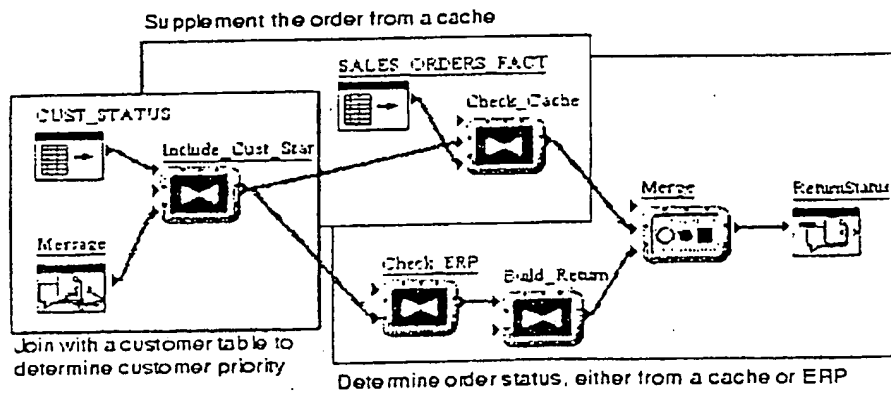 Supplement the order from a cache
SALES_ORDERS_FACT
CUST_STATUS
Check_Cache
Include_Cust_Stat
Merge
ReturnStatus
Message
Check_ERP
Build_Return
Join with a customer table to
determine customer priority
Determine order status, either from a cache or ERP